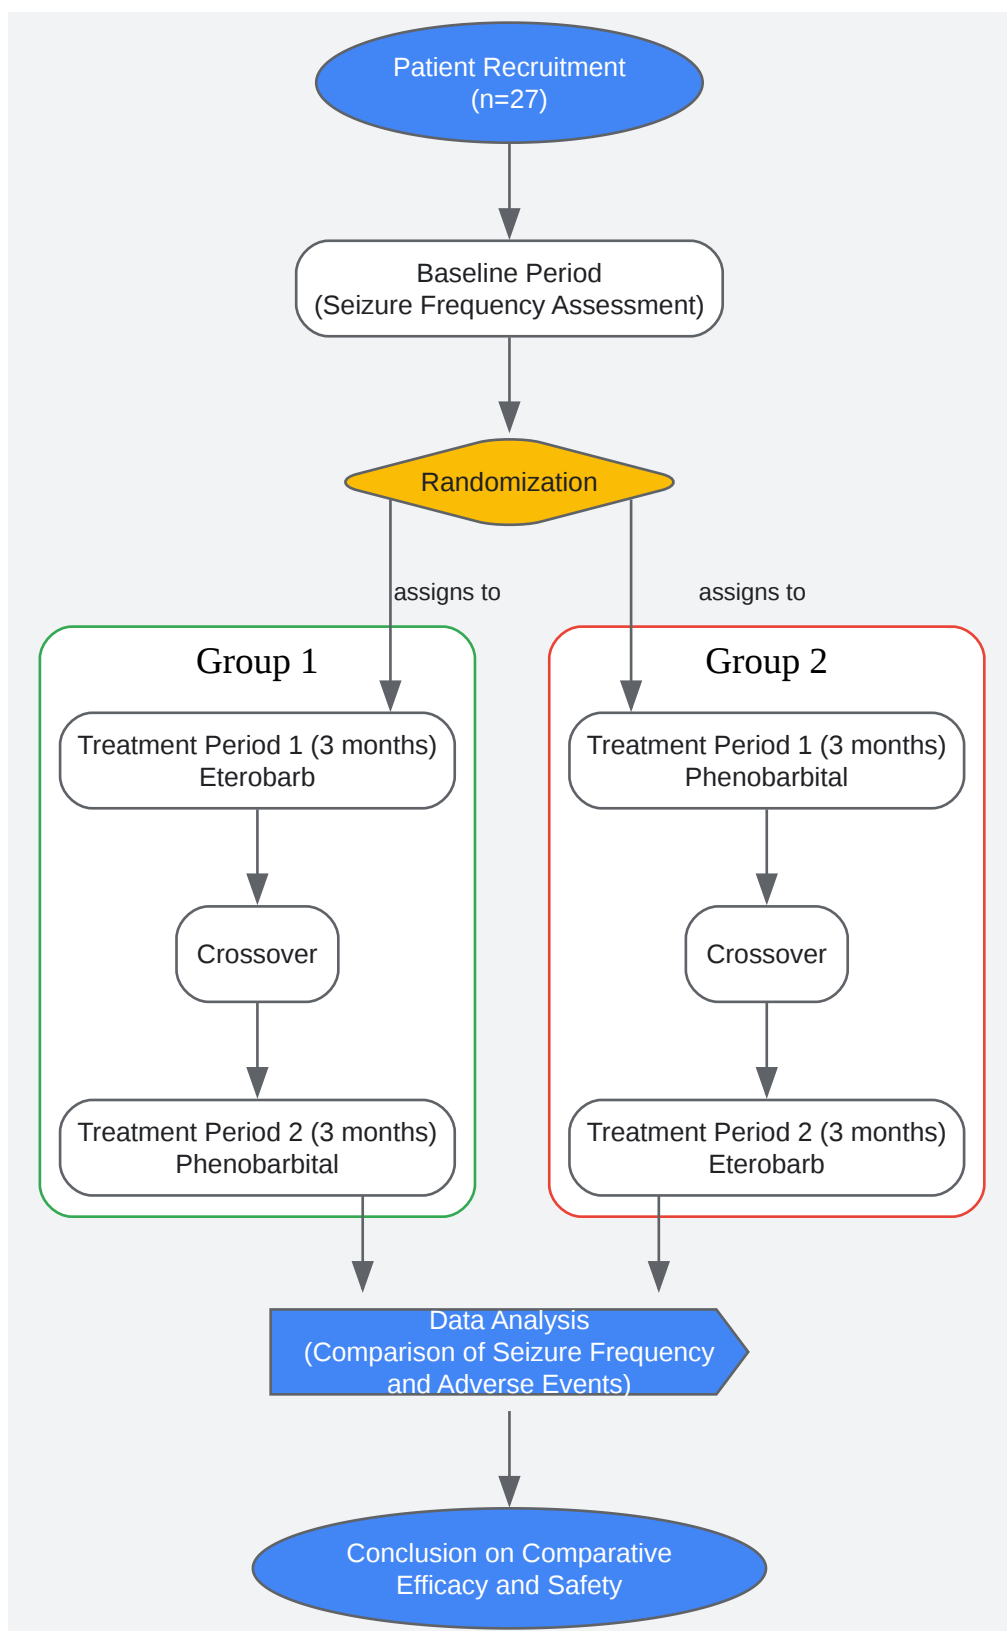 Patient Recruitment
(n=27)
Baseline Period
(Seizure Frequency Assessment)
Randomization
assigns to
assigns to
Group 1
Treatment Period 1 (3 months)
Eterobarb
Crossover
Treatment Period 2 (3 months)
Phenobarbital
Group 2
Treatment Period 1 (3 months)
Phenobarbital
Crossover
Treatment Period 2 (3 months)
Eterobarb
Data Analysis
(Comparison of Seizure Frequency
and Adverse Events)
Conclusion on Comparative
Efficacy and Safety